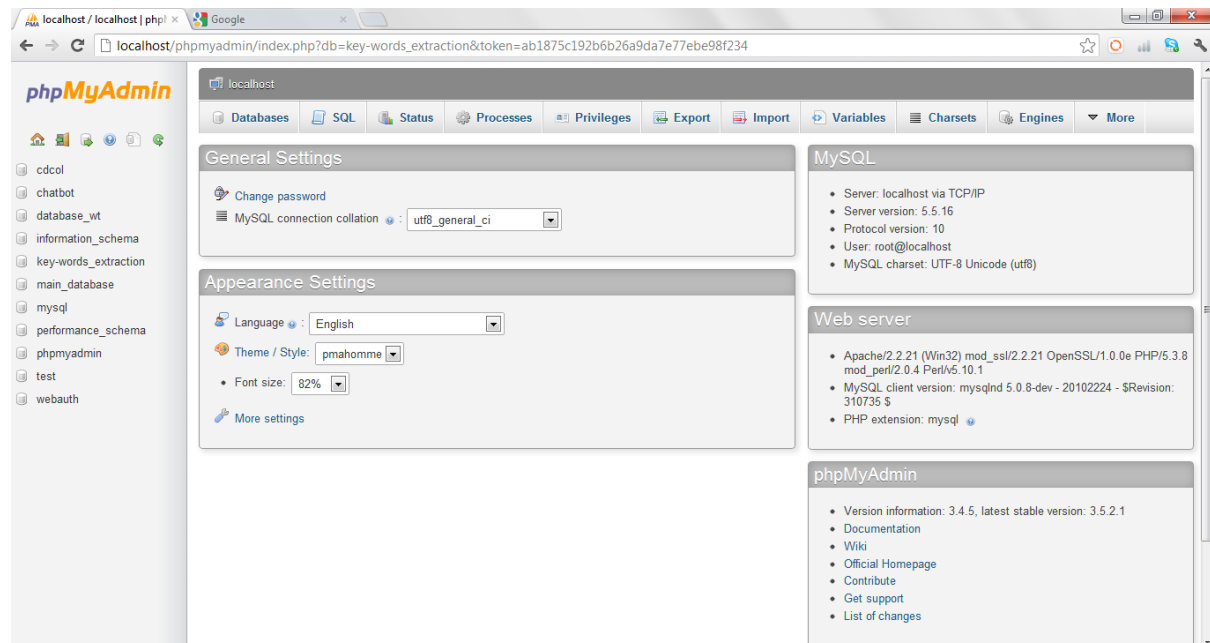 localhost / localhost | php
Google
localhost/phpmyadmin/index.php?db=key-words_extraction&token=ab1875c192b6b26a9da7e77ebe98f234
phpMyAdmin
cdcol
chatbot
database_wt
information_schema
key-words_extraction
main_database
mysql
performance_schema
phpmyadmin
test
webauth
localhost
Databases SQL Status Processes Privileges Export Import Variables Charsets Engines More
General Settings
Change password
MySQL connection collation : utf8_general_ci
Appearance Settings
Language : English
Theme / Style: pmahomme
• Font size: 82%
More settings
MySQL
• Server: localhost via TCP/IP
• Server version: 5.5.16
• Protocol version: 10
• User: root@localhost
• MySQL charset: UTF-8 Unicode (utf8)
Web server
• Apache/2.2.21 (Win32) mod_ssl/2.2.21 OpenSSL/1.0.0e PHP/5.3.8
mod_perl/2.0.4 Perl/v5.10.1
• MySQL client version: mysqlnd 5.0.8-dev - 20102224 - $Revision:
310735 $
• PHP extension: mysql
phpMyAdmin
• Version information: 3.4.5, latest stable version: 3.5.2.1
• Documentation
• Wiki
• Official Homepage
• Contribute
• Get support
• List of changes